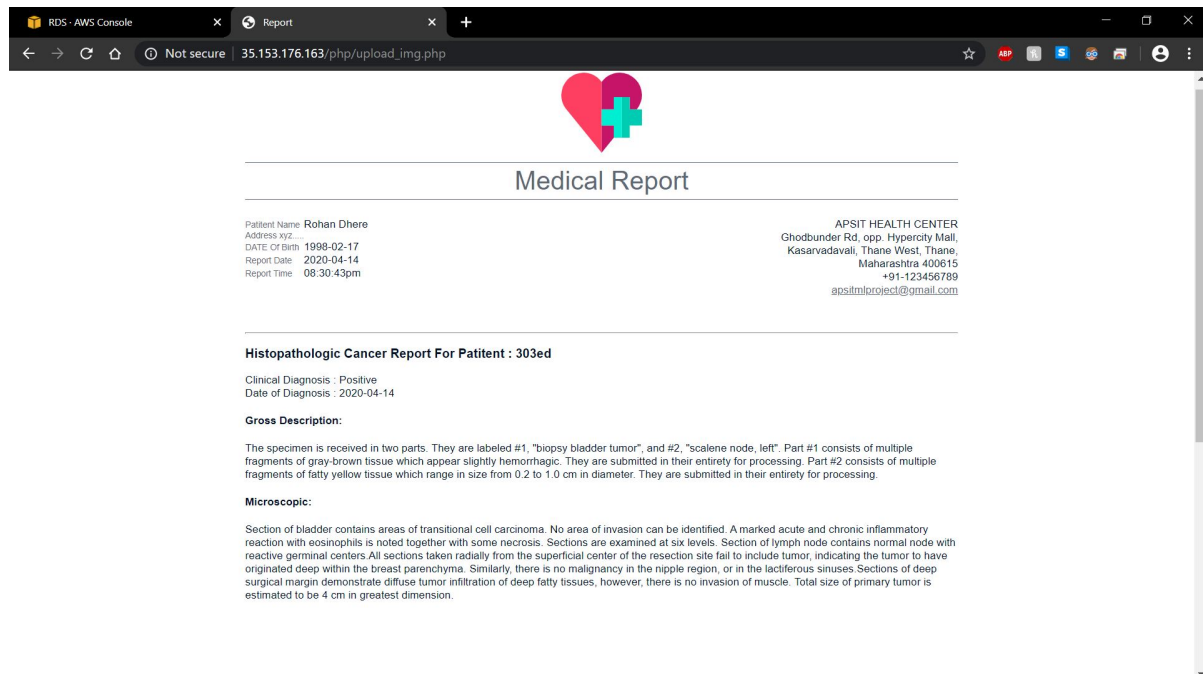 RDS · AWS Console
Report
Not secure | 35.153.176.163/php/upload_img.php
ABP
S
Medical Report
Patitent Name Rohan Dhere
Address xyz.....
DATE Of Birth 1998-02-17
Report Date 2020-04-14
Report Time 08:30:43pm
APSIT HEALTH CENTER
Ghodbunder Rd, opp. Hypercity Mall,
Kasarvadavali, Thane West, Thane,
Maharashtra 400615
+91-123456789
apsitmlproject@gmail.com
Histopathologic Cancer Report For Patitent : 303ed
Clinical Diagnosis : Positive
Date of Diagnosis : 2020-04-14
Gross Description:
The specimen is received in two parts. They are labeled #1, "biopsy bladder tumor", and #2, "scalene node, left". Part #1 consists of multiple
fragments of gray-brown tissue which appear slightly hemorrhagic. They are submitted in their entirety for processing. Part #2 consists of multiple
fragments of fatty yellow tissue which range in size from 0.2 to 1.0 cm in diameter. They are submitted in their entirety for processing.
Microscopic:
Section of bladder contains areas of transitional cell carcinoma. No area of invasion can be identified. A marked acute and chronic inflammatory
reaction with eosinophils is noted together with some necrosis. Sections are examined at six levels. Section of lymph node contains normal node with
reactive germinal centers.All sections taken radially from the superficial center of the resection site fail to include tumor, indicating the tumor to have
originated deep within the breast parenchyma. Similarly, there is no malignancy in the nipple region, or in the lactiferous sinuses.Sections of deep
surgical margin demonstrate diffuse tumor infiltration of deep fatty tissues, however, there is no invasion of muscle. Total size of primary tumor is
estimated to be 4 cm in greatest dimension.